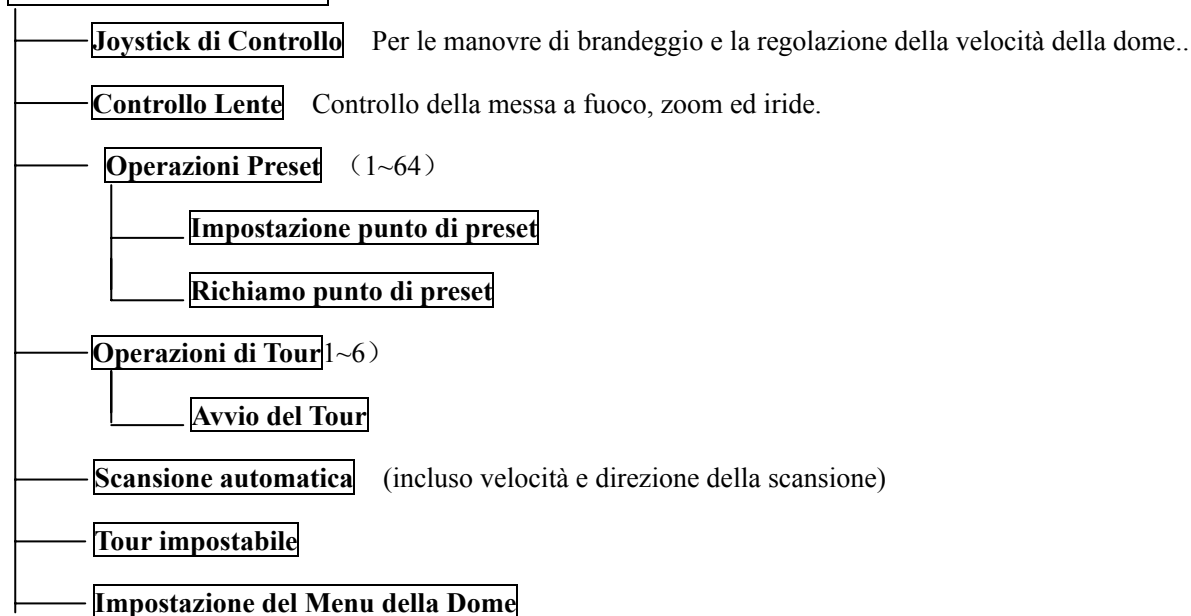 Joystick di Controllo Per le manovre di brandeggio e la regolazione della velocità della dome..
Controllo Lente Controllo della messa a fuoco, zoom ed iride.
Operazioni Preset （1~64）
Impostazione punto di preset
Richiamo punto di preset
Operazioni di Tour1~6）
Avvio del Tour
Scansione automatica (incluso velocità e direzione della scansione)
Tour impostabile
Impostazione del Menu della Dome